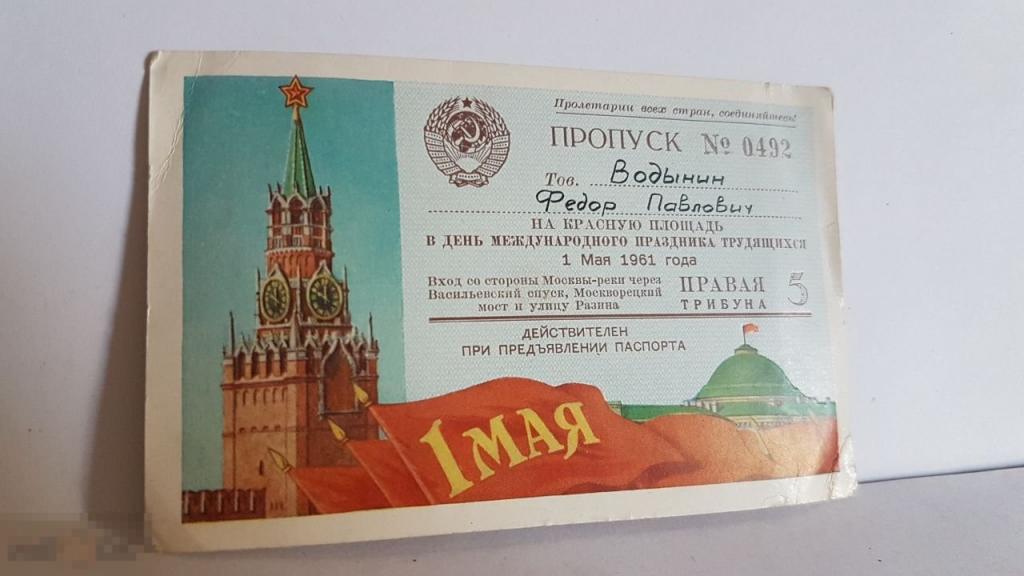 Пролетарии всех стран, соединяйтесь!
ПРОПУСК № 0492
Тов. Водынин
Федор Павлович
НА КРАСНУЮ ПЛОЩАДЬ
В ДЕНЬ МЕЖДУНАРОДНОГО ПРАЗДНИКА ТРУДЯЩИХСЯ
1 Мая 1961 года
Вход со стороны Москвы-реки через
Васильевский спуск, Москворецкий
мост и улицу Разина
ПРАВАЯ
ТРИБУНА 5
ДЕЙСТВИТЕЛЕН
ПРИ ПРЕДЪЯВЛЕНИИ ПАСПОРТА
1 МАЯ